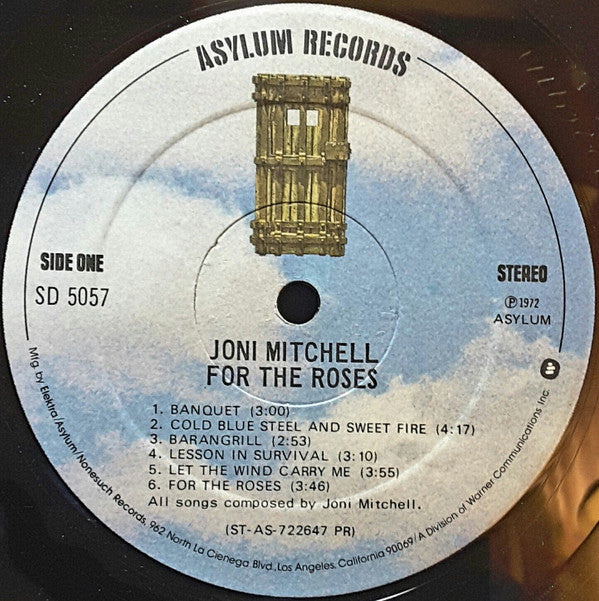 ASYLUM RECORDS
SIDE ONE
SD 5057
STEREO
Ⓟ 1972
ASYLUM
JONI MITCHELL
FOR THE ROSES
1. BANQUET (3:00)
2. COLD BLUE STEEL AND SWEET FIRE (4:17)
3. BARANGRILL (2:53)
4. LESSON IN SURVIVAL (3:10)
5. LET THE WIND CARRY ME (3:55)
6. FOR THE ROSES (3:46)
All songs composed by Joni Mitchell.
(ST-AS-722647 PR)
Mfg. by Elektra/Asylum/Nonesuch Records, 962 North La Cienega Blvd., Los Angeles, California 90069/A Division of Warner Communications Inc.